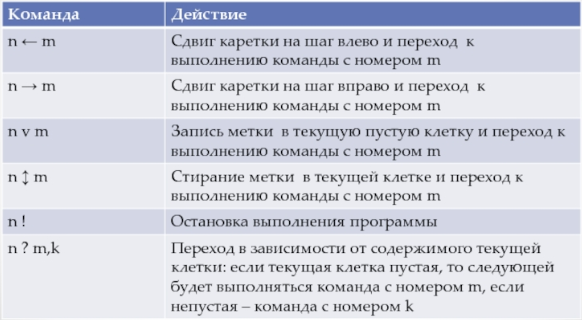 Команда Действие
n ← m Сдвиг каретки на шаг влево и переход к
выполнению команды с номером m
n → m Сдвиг каретки на шаг вправо и переход к
выполнению команды с номером m
n v m Запись метки в текущую пустую клетку и переход к
выполнению команды с номером m
n ↕ m Стирание метки в текущей клетке и переход к
выполнению команды с номером m
n ! Остановка выполнения программы
n ? m,k Переход в зависимости от содержимого текущей
клетки: если текущая клетка пустая, то следующей
будет выполняться команда с номером m, если
непустая – команда с номером k